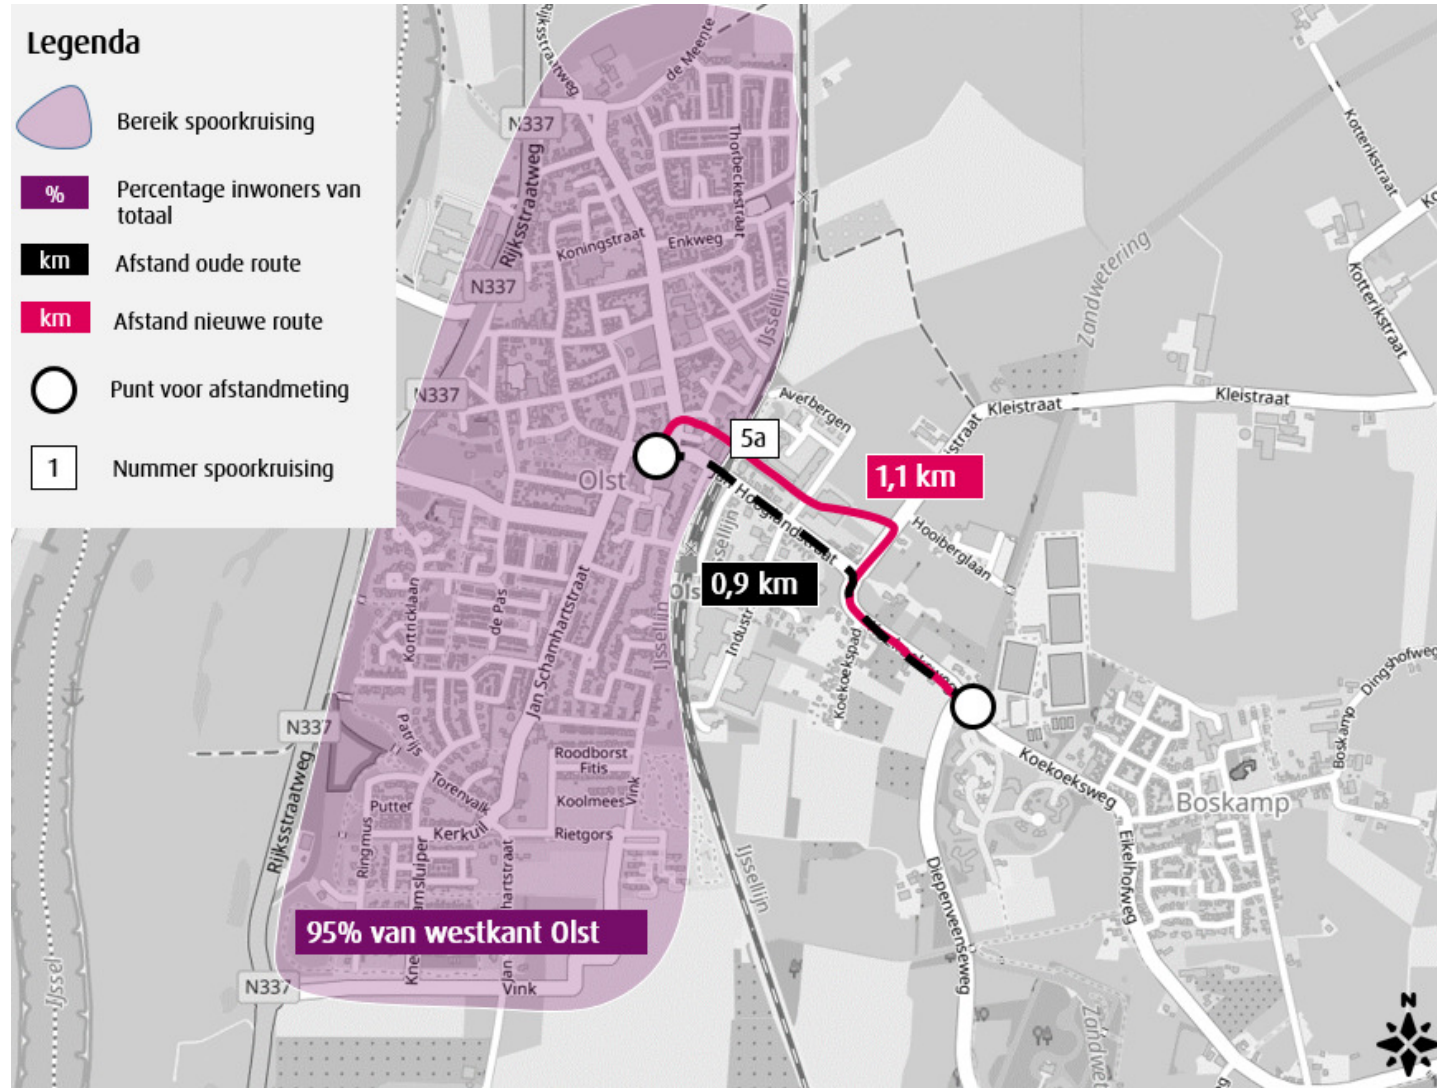 Legenda
Bereik spoorkruising
%
Percentage inwoners van
totaal
km
Afstand oude route
km
Afstand nieuwe route
Punt voor afstandmeting
1
Nummer spoorkruising
Rijksstraatweg
de Meente
N337
Thorbeckestraat
Rijksstraatweg
Koningstraat
Enkweg
N337
IJssellijn
N337
Kotterikstraat
Kotterikstraat
Zandwetering
Kleistraat
Kleistraat
Averbergen
5a
1,1 km
Olst
Hooglandstraat
Hooiberglaan
0,9 km
IJssellijn
Kortricklaan
de Pas
Jan Schamhartstraat
Koekoekspad
Dingshofweg
Boskamp
N337
Patrijs
Rijksstraatweg
Roodborst
Fitis
Koekoeksweg
Torenvalk
Koolmees
Vink
Boskamp
Putter
Kerkuil
Rietgors
Ringmus
Eikelhofweg
IJssellijn
Diepenveenseweg
95% van westkant Olst
IJssel
N337
Vink
N